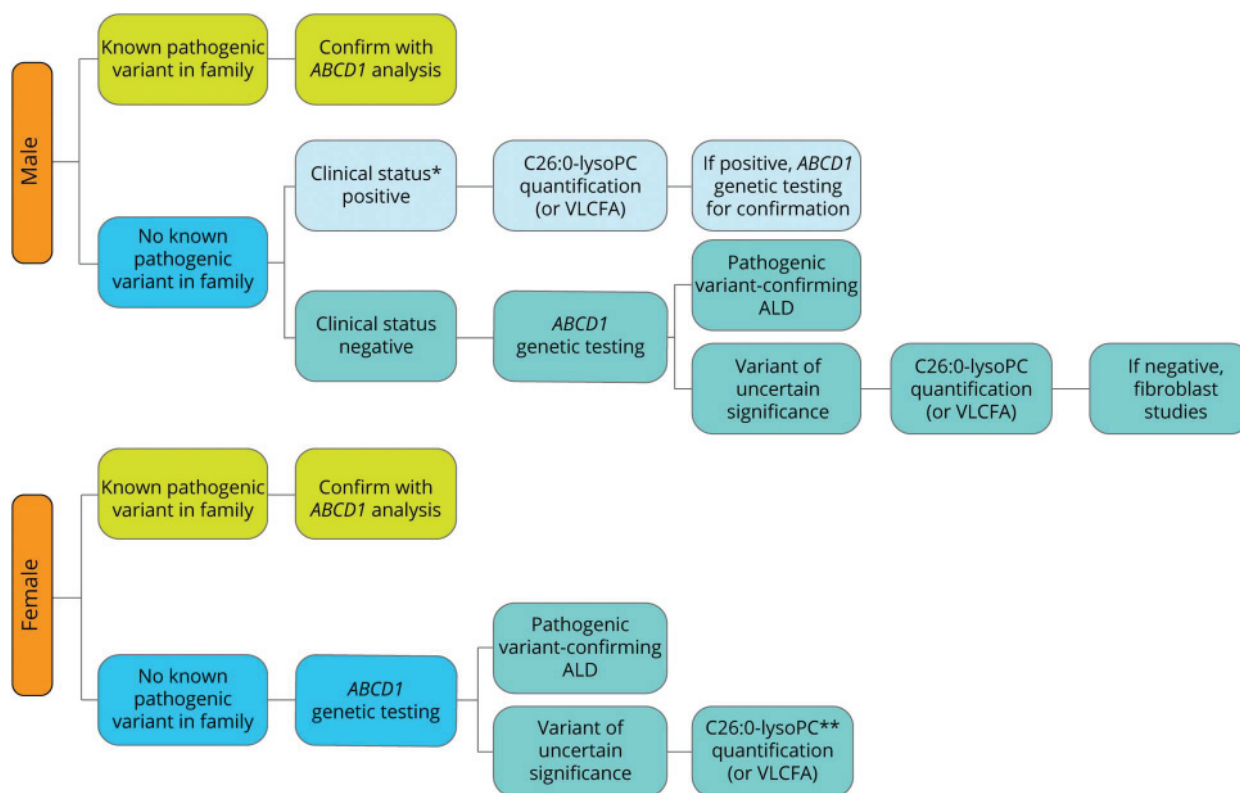 Male
Known pathogenic
variant in family
Confirm with
ABCD1 analysis
No known
pathogenic
variant in family
Clinical status*
positive
C26:0-lysoPC
quantification
(or VLCFA)
If positive, ABCD1
genetic testing
for confirmation
Clinical status
negative
ABCD1
genetic testing
Pathogenic
variant-confirming
ALD
Variant of
uncertain
significance
C26:0-lysoPC
quantification
(or VLCFA)
If negative,
fibroblast
studies
Female
Known pathogenic
variant in family
Confirm with
ABCD1 analysis
No known
pathogenic
variant in family
ABCD1
genetic testing
Pathogenic
variant-confirming
ALD
Variant of
uncertain
significance
C26:0-lysoPC**
quantification
(or VLCFA)